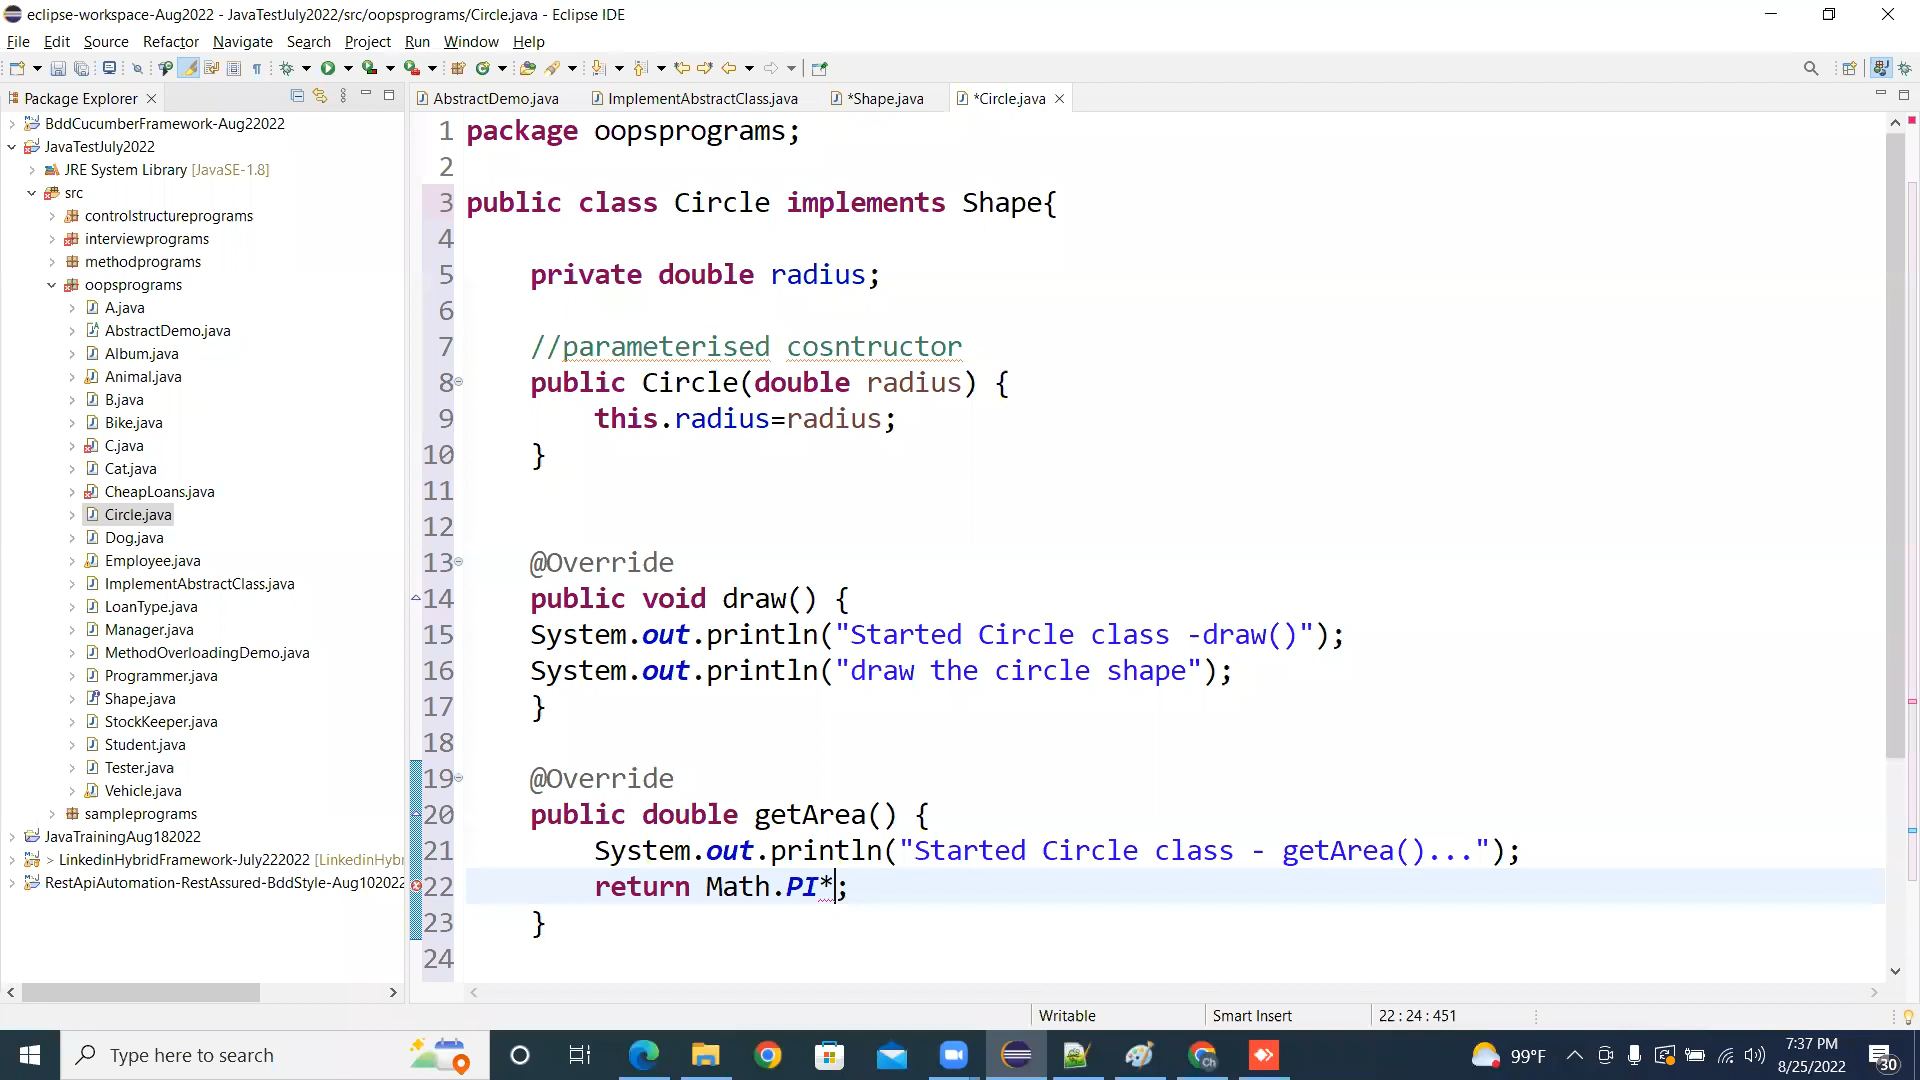 eclipse-workspace-Aug2022 - JavaTestJuly2022/src/oopsprograms/Circle.java - Eclipse IDE
File Edit Source Refactor Navigate Search Project Run Window Help
Package Explorer
BddCucumberFramework-Aug22022
JavaTestJuly2022
JRE System Library [JavaSE-1.8]
src
controlstructureprograms
interviewprograms
methodprograms
oopsprograms
A.java
AbstractDemo.java
Album.java
Animal.java
B.java
Bike.java
C.java
Cat.java
CheapLoans.java
Circle.java
Dog.java
Employee.java
ImplementAbstractClass.java
LoanType.java
Manager.java
MethodOverloadingDemo.java
Programmer.java
Shape.java
StockKeeper.java
Student.java
Tester.java
Vehicle.java
sampleprograms
JavaTrainingAug182022
> LinkedinHybridFramework-July222022 [LinkedinHybr
RestApiAutomation-RestAssured-BddStyle-Aug102022
AbstractDemo.java ImplementAbstractClass.java *Shape.java *Circle.java
1 package oopsprograms;
2
3 public class Circle implements Shape{
4
5 private double radius;
6
7 //parameterised cosntructor
8 public Circle(double radius) {
9 this.radius=radius;
10 }
11
12
13 @Override
14 public void draw() {
15 System.out.println("Started Circle class -draw()");
16 System.out.println("draw the circle shape");
17 }
18
19 @Override
20 public double getArea() {
21 System.out.println("Started Circle class - getArea()...");
22 return Math.PI*;
23 }
24
Writable Smart Insert 22 : 24 : 451
Type here to search
99°F
7:37 PM
8/25/2022
30